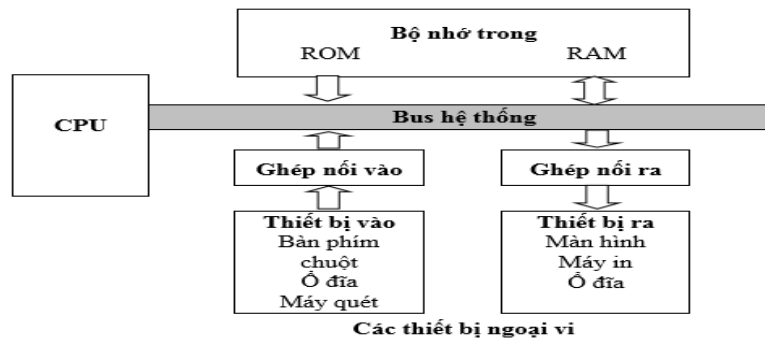 Bộ nhớ trong
ROM RAM
CPU
Bus hệ thống
Ghép nối vào
Ghép nối ra
Thiết bị vào
Bàn phím
chuột
Ổ đĩa
Máy quét
Thiết bị ra
Màn hình
Máy in
Ổ đĩa
Các thiết bị ngoại vi